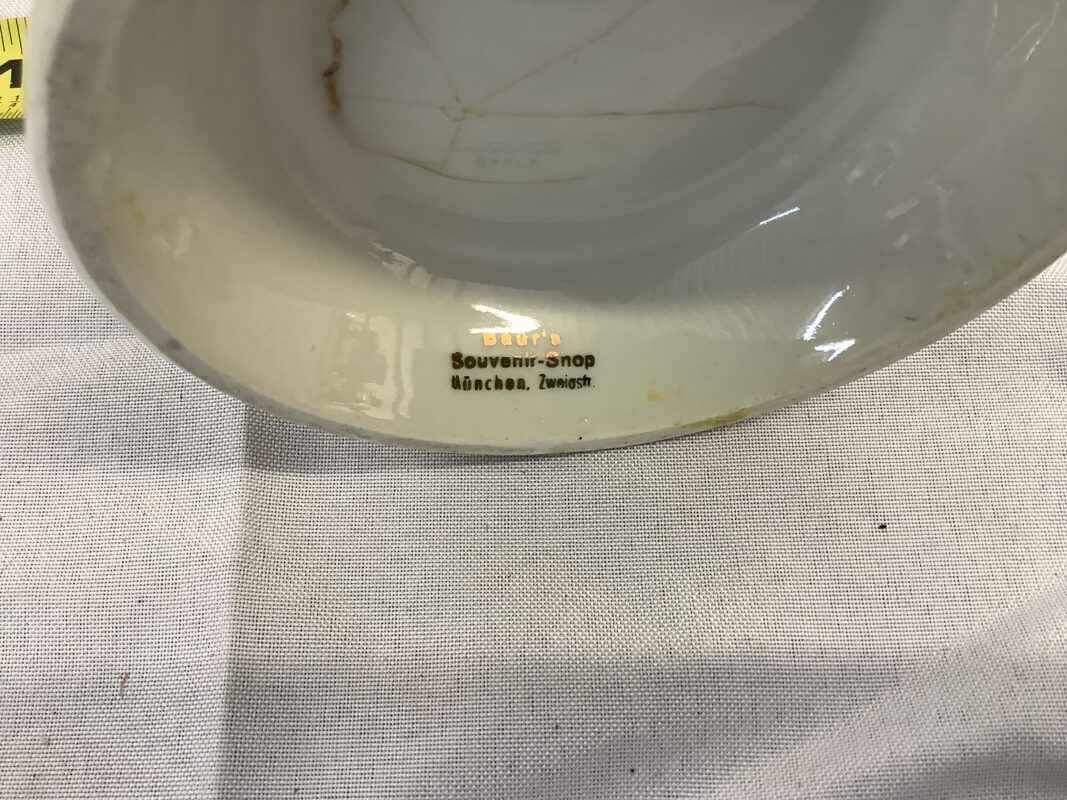 Baur's
Souvenir-Shop
München, Zweigstr.